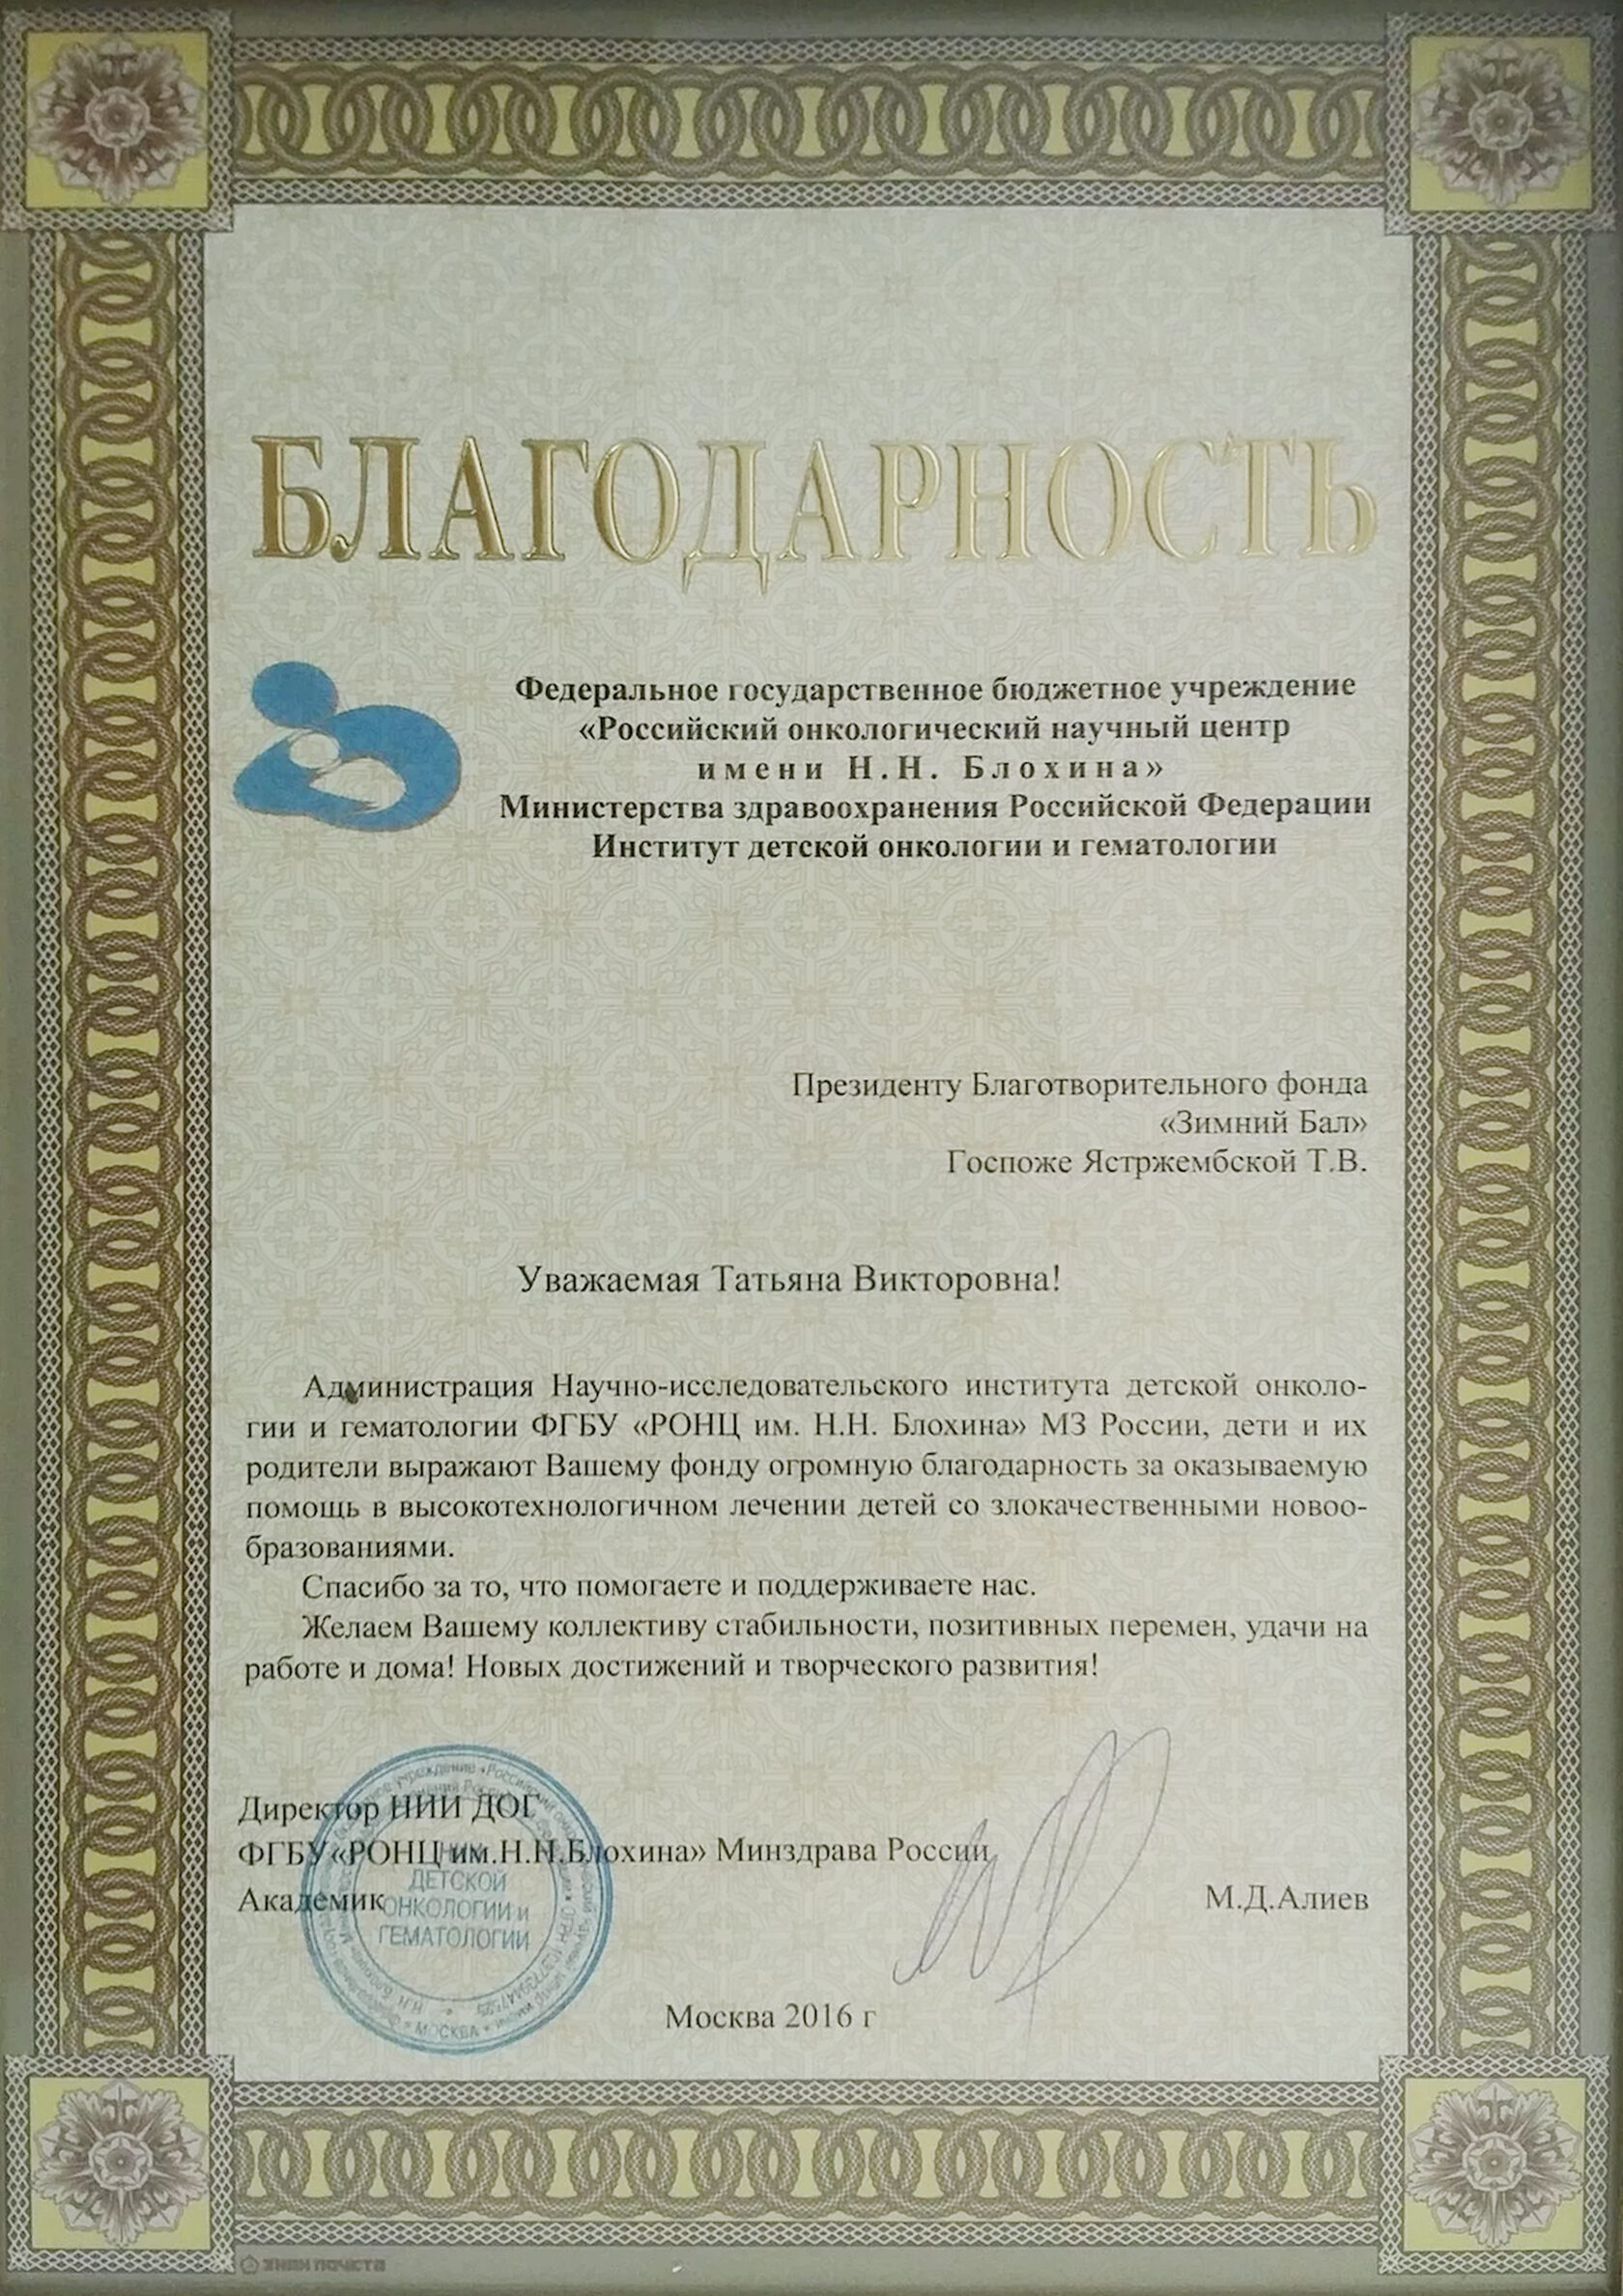 БЛАГОДАРНОСТЬ
Федеральное государственное бюджетное учреждение
«Российский онкологический научный центр
имени Н.Н. Блохина»
Министерства здравоохранения Российской Федерации
Институт детской онкологии и гематологии
Президенту Благотворительного фонда
«Зимний Бал»
Госпоже Ястржембской Т.В.
Уважаемая Татьяна Викторовна!
Администрация Научно-исследовательского института детской онколо-
гии и гематологии ФГБУ «РОНЦ им. Н.Н. Блохина» МЗ России, дети и их
родители выражают Вашему фонду огромную благодарность за оказываемую
помощь в высокотехнологичном лечении детей со злокачественными новоо-
бразованиями.
Спасибо за то, что помогаете и поддерживаете нас.
Желаем Вашему коллективу стабильности, позитивных перемен, удачи на
работе и дома! Новых достижений и творческого развития!
Директор НИИ ДОГ
ФГБУ«РОНЦ им.Н.Н.Блохина» Минздрава России
Академик
М.Д.Алиев
НИИ
ДЕТСКОЙ
ОНКОЛОГИИ и
ГЕМАТОЛОГИИ
МОСКВА
Москва 2016 г
ЗНАК ПОЧЕТА